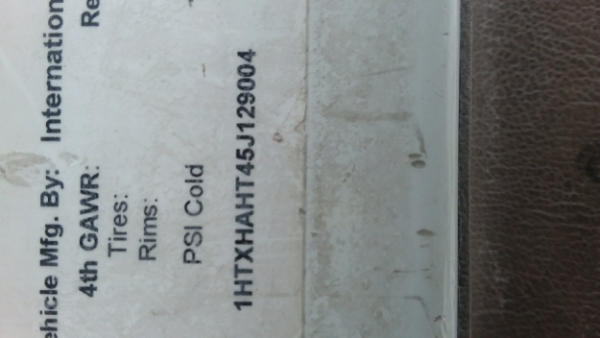 ehicle Mfg. By: Internation
4th GAWR: Re
Tires:
Rims:
PSI Cold
1HTXHAHT45J129004